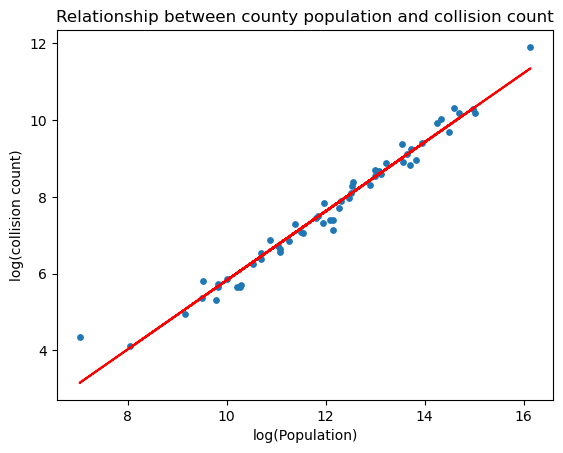 Relationship between county population and collision count
12
10
8
6
4
log(collision count)
8 10 12 14 16
log(Population)